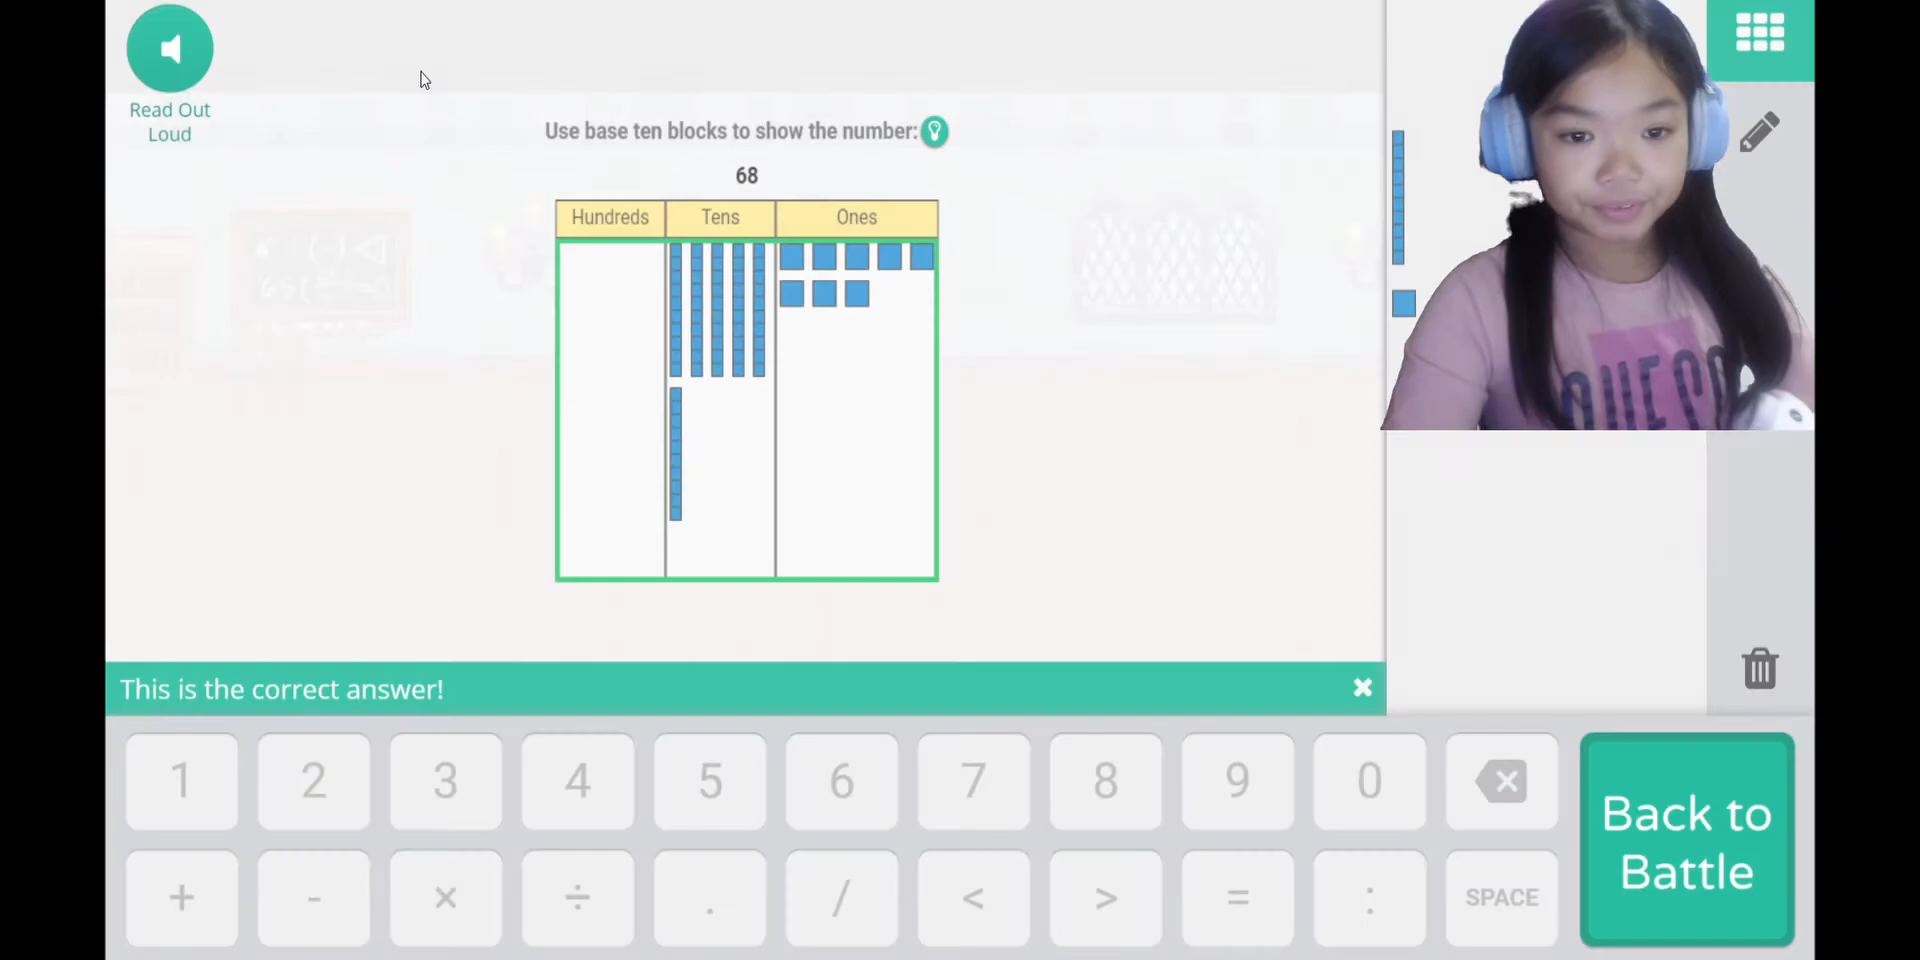 Read Out
Loud
Use base ten blocks to show the number:
68
Hundreds Tens Ones
This is the correct answer!
1 2 3 4 5 6 7 8 9 0
Back to
Battle
+ - × ÷ . / < > = : SPACE